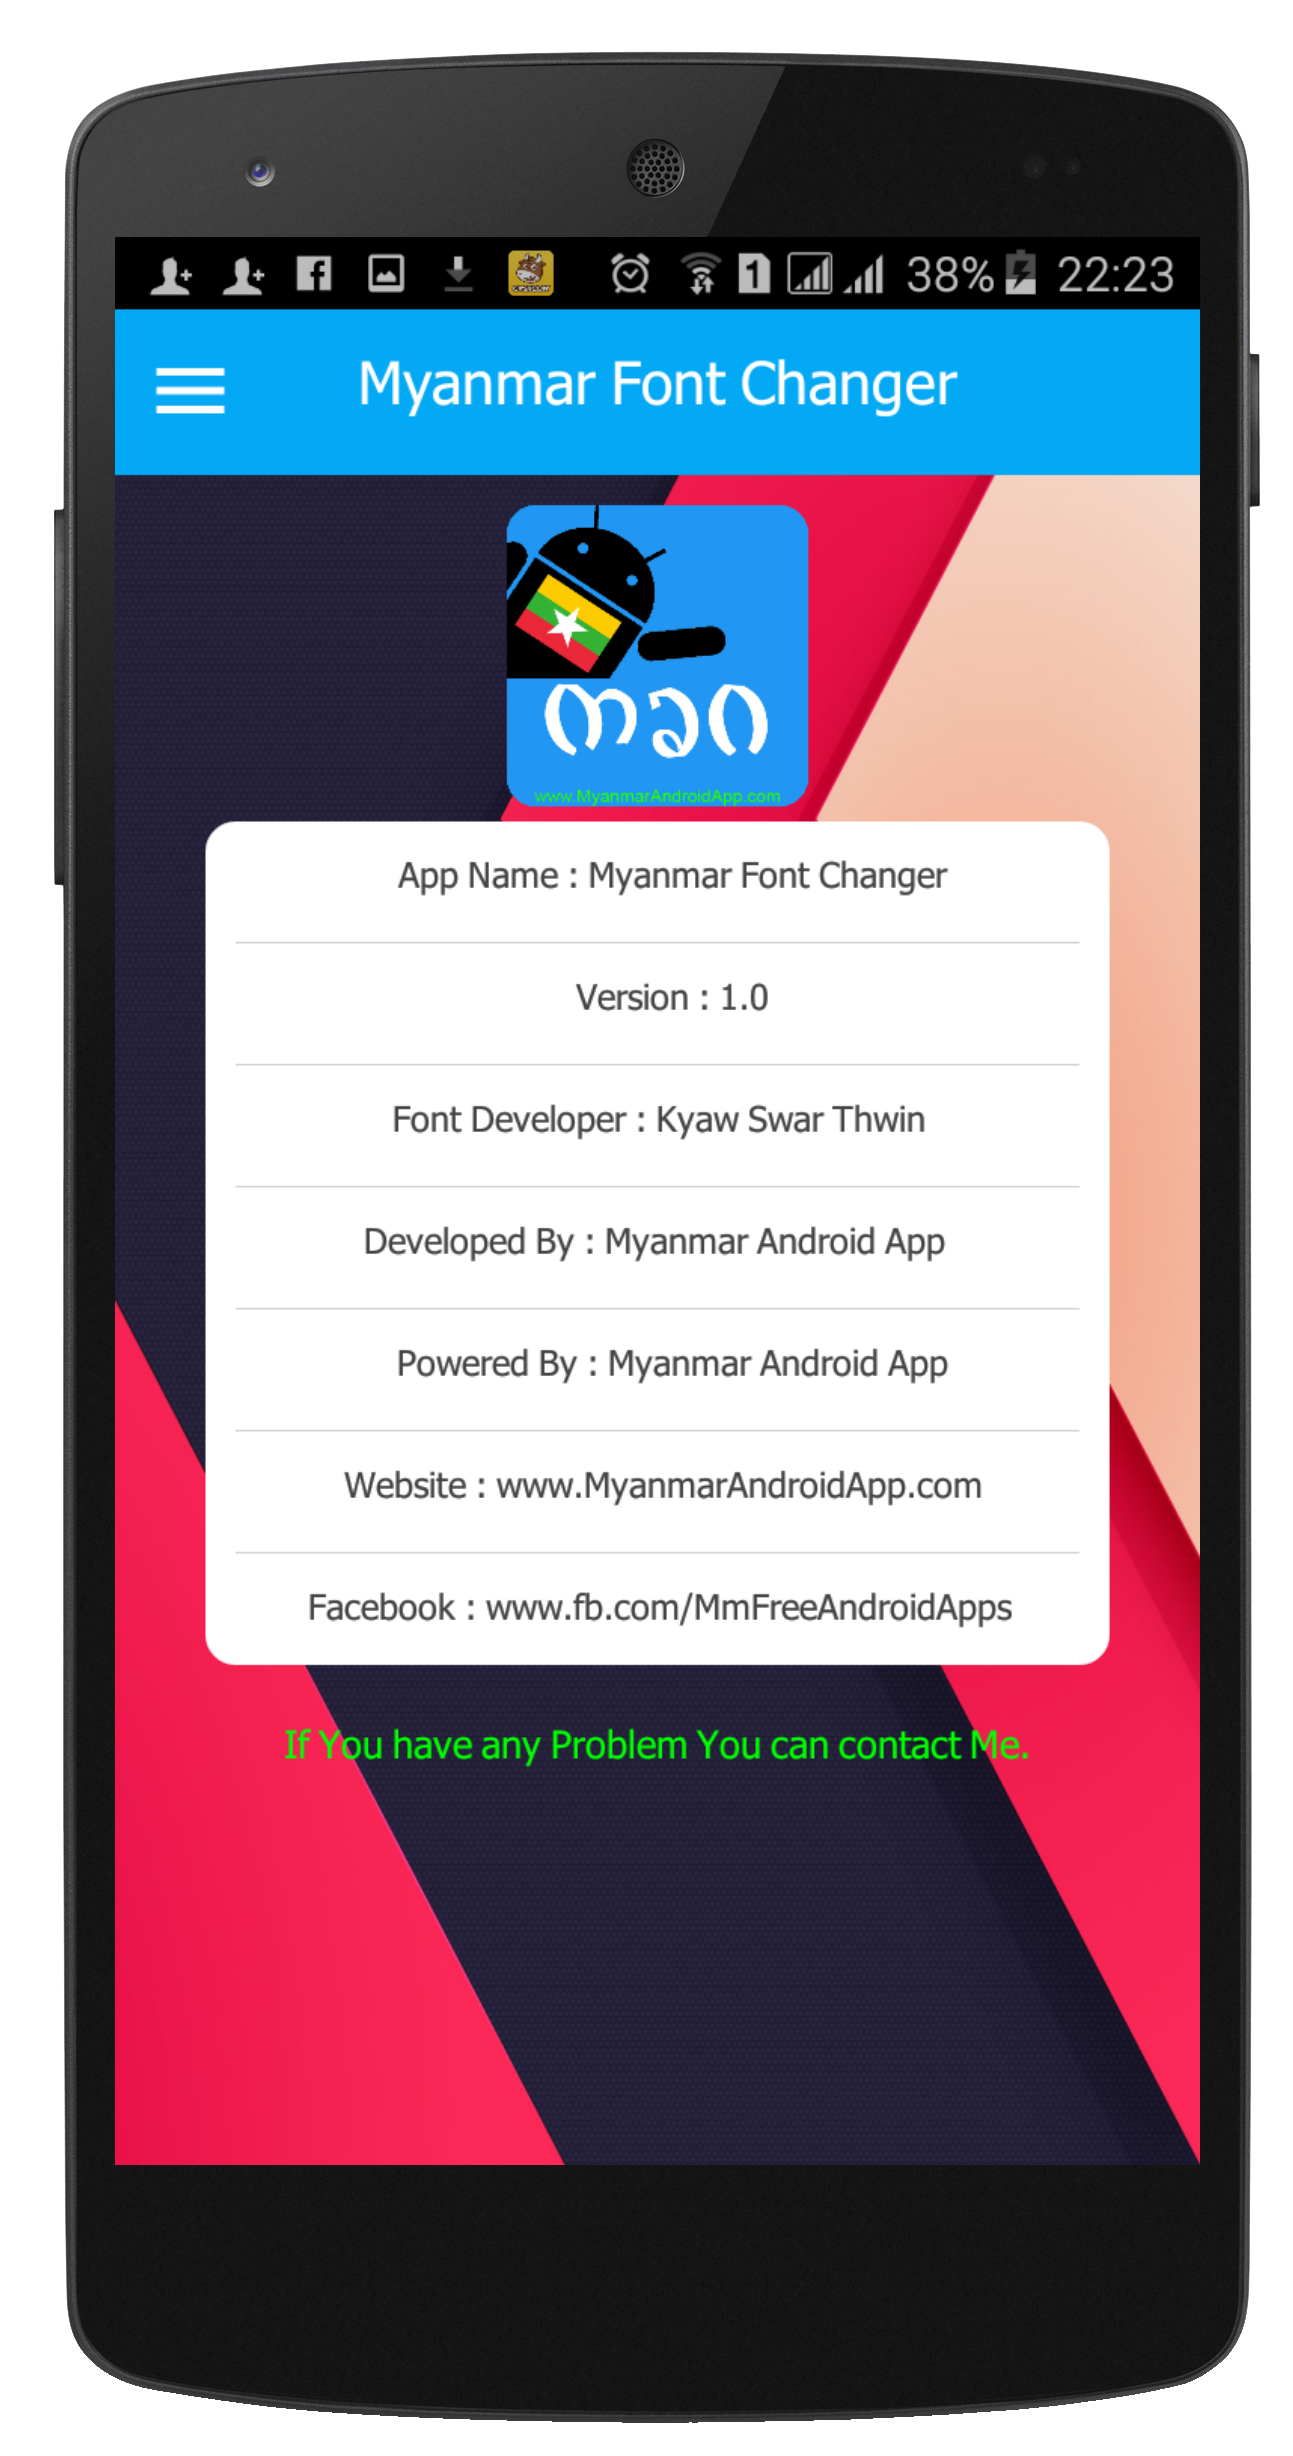 1
38%
22:23
Myanmar Font Changer
www.MyanmarAndroidApp.com
App Name : Myanmar Font Changer
Version : 1.0
Font Developer : Kyaw Swar Thwin
Developed By : Myanmar Android App
Powered By : Myanmar Android App
Website : www.MyanmarAndroidApp.com
Facebook : www.fb.com/MmFreeAndroidApps
If You have any Problem You can contact Me.